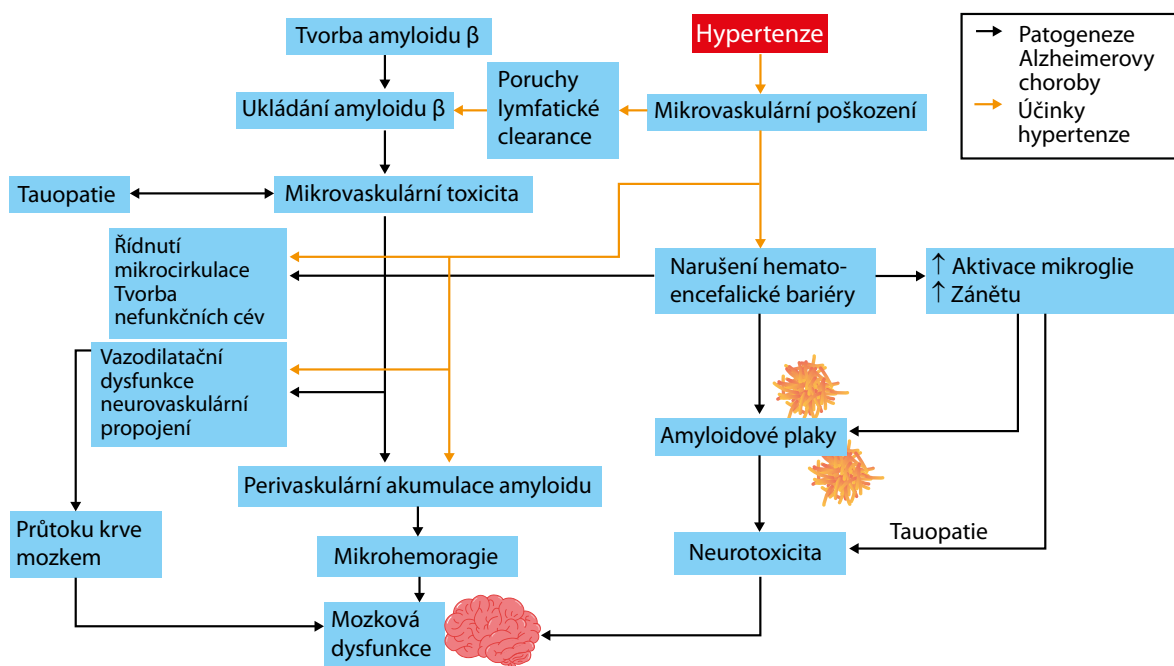 Tvorba amyloidu β
Hypertenze
Patogeneze
Alzheimerovy
choroby
Účinky
hypertenze
Ukládání amyloidu β
Poruchy
lymfatické
clearance
Mikrovaskulární poškození
Tauopatie
Mikrovaskulární toxicita
Řídnutí
mikrocirkulace
Tvorba
nefunkčních cév
Narušení hemato-
encefalické bariéry
↑ Aktivace mikroglie
↑ Zánětu
Vazodilatační
dysfunkce
neurovaskulární
propojení
Amyloidové plaky
Perivaskulární akumulace amyloidu
Průtoku krve
mozkem
Mikrohemoragie
Neurotoxicita
Tauopatie
Mozková
dysfunkce